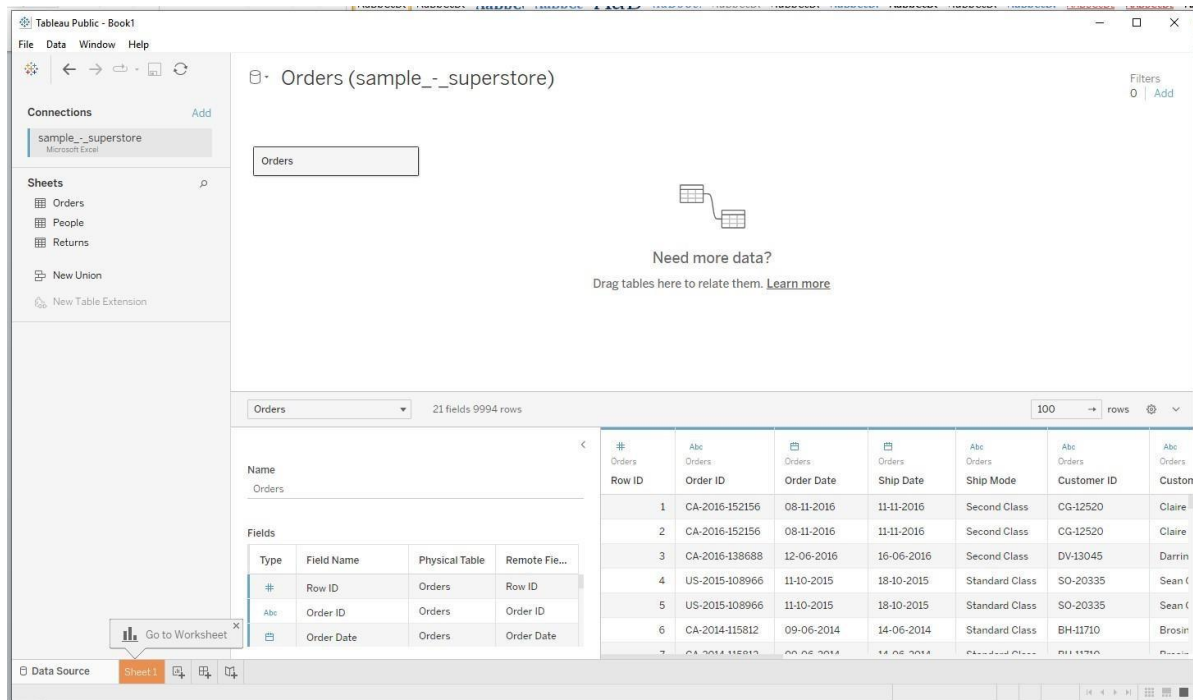 Tableau Public - Book1
File Data Window Help
Orders (sample_-_superstore)
Filters
0 | Add
Connections Add
sample_-_superstore
Microsoft Excel
Orders
Sheets
Orders
People
Returns
New Union
New Table Extension
Need more data?
Drag tables here to relate them. Learn more
Orders 21 fields 9994 rows 100 → rows
Name
Orders
Fields
Type Field Name Physical Table Remote Fie...
# Row ID Orders Row ID
Abc Order ID Orders Order ID
Order Date Orders Order Date
# Abc Abc Abc Abc
Orders Orders Orders Orders Orders Orders Orders
Row ID Order ID Order Date Ship Date Ship Mode Customer ID Custom
1 CA-2016-152156 08-11-2016 11-11-2016 Second Class CG-12520 Claire
2 CA-2016-152156 08-11-2016 11-11-2016 Second Class CG-12520 Claire
3 CA-2016-138688 12-06-2016 16-06-2016 Second Class DV-13045 Darrin
4 US-2015-108966 11-10-2015 18-10-2015 Standard Class SO-20335 Sean
5 US-2015-108966 11-10-2015 18-10-2015 Standard Class SO-20335 Sean
6 CA-2014-115812 09-06-2014 14-06-2014 Standard Class BH-11710 Brosin
Go to Worksheet
Data Source Sheet 1